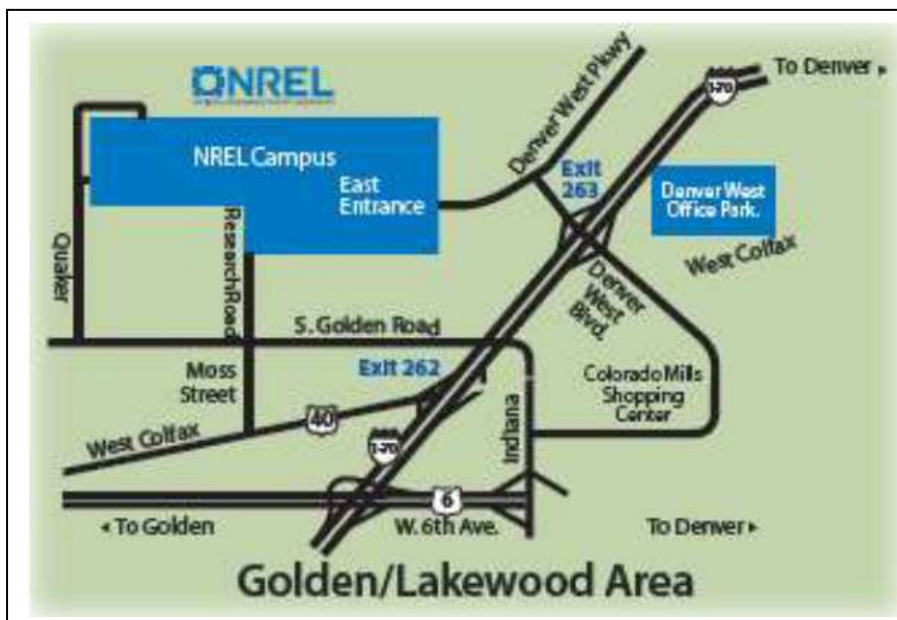 NREL
To Denver
I-70
Denver West Pkwy
NREL Campus
Exit
263
East
Entrance
Denver West
Office Park.
West Colfax
Quaker
Research Road
Denver
West
Blvd.
S. Golden Road
Exit 262
Moss
Street
Colorado Mills
Shopping
Center
40
West Colfax
I-70
Indiana
6
To Golden
W. 6th Ave.
To Denver
Golden/Lakewood Area